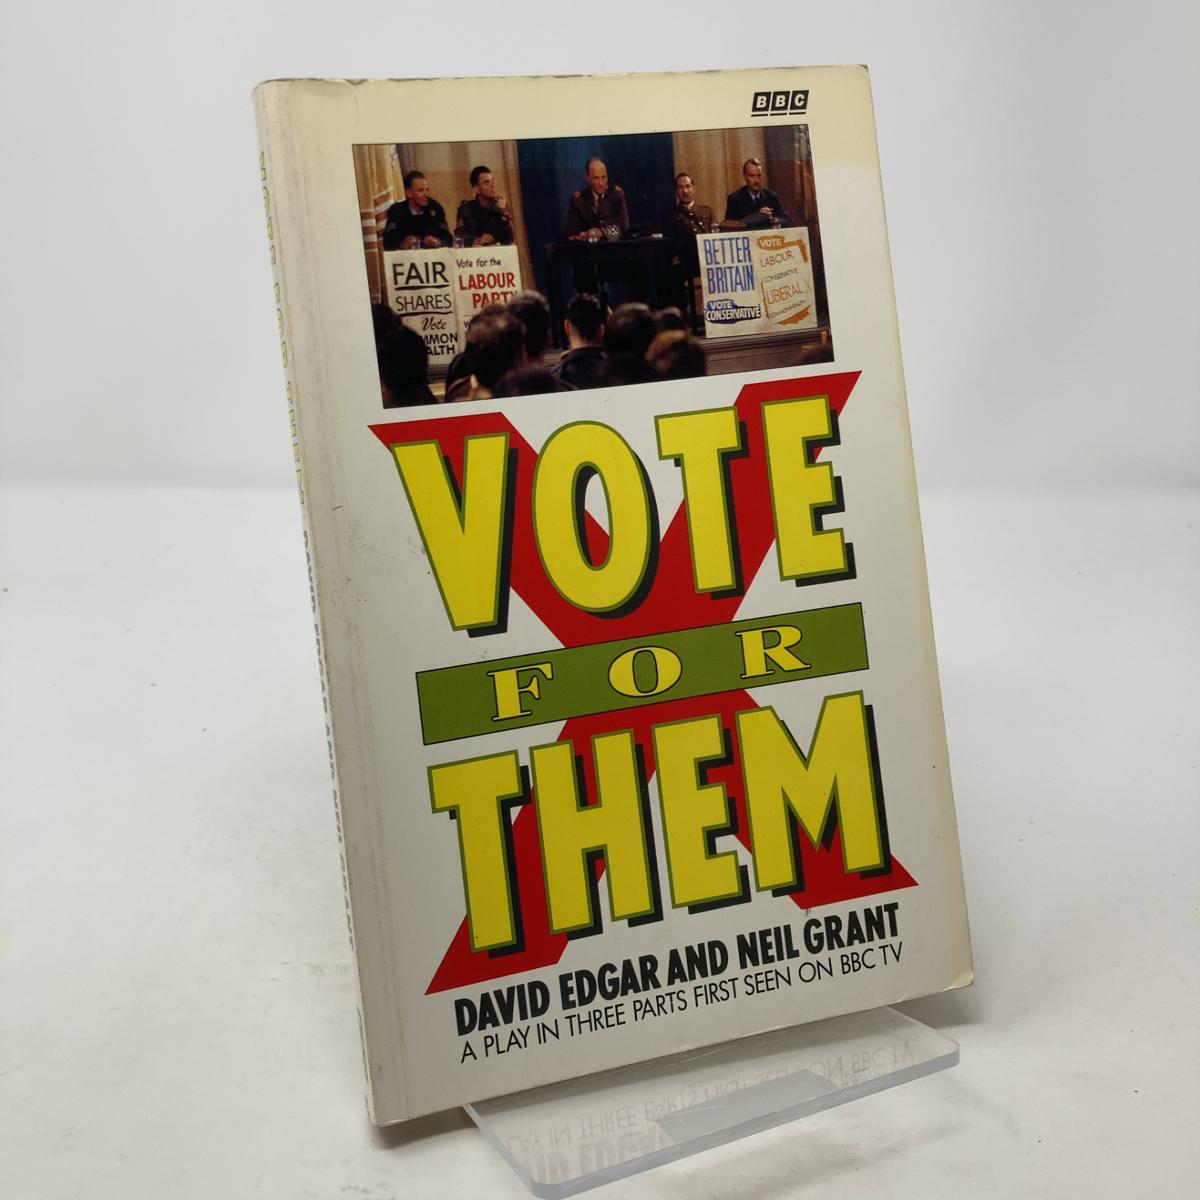 BBC
FAIR
SHARES
Vote
Vote for the
LABOUR
PARTY
BETTER
BRITAIN
VOTE
CONSERVATIVE
VOTE
LABOUR
CONSERVATIVE
LIBERAL
COMMONWEALTH
VOTE
FOR
THEM
DAVID EDGAR AND NEIL GRANT
A PLAY IN THREE PARTS FIRST SEEN ON BBC TV
VOTE FOR THEM DAVID EDGAR AND NEIL GRANT